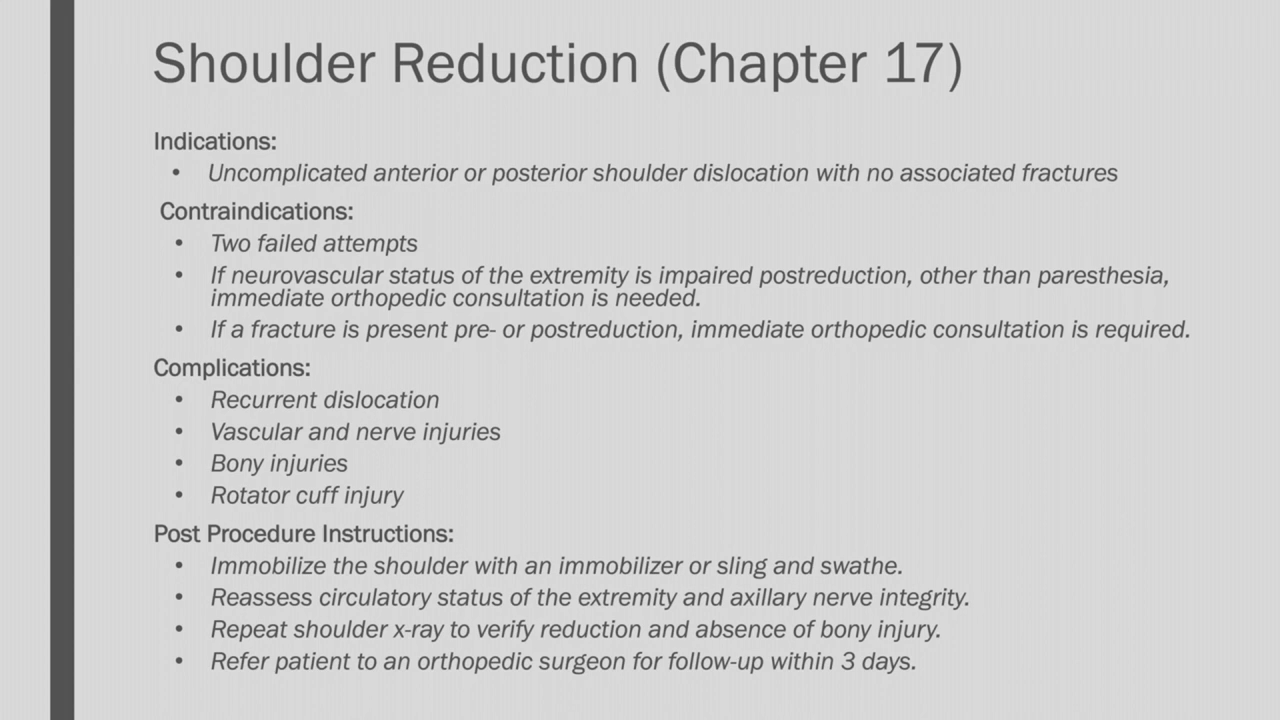 Shoulder Reduction (Chapter 17)
Indications:
• Uncomplicated anterior or posterior shoulder dislocation with no associated fractures
Contraindications:
• Two failed attempts
• If neurovascular status of the extremity is impaired postreduction, other than paresthesia,
immediate orthopedic consultation is needed.
• If a fracture is present pre- or postreduction, immediate orthopedic consultation is required.
Complications:
• Recurrent dislocation
• Vascular and nerve injuries
• Bony injuries
• Rotator cuff injury
Post Procedure Instructions:
• Immobilize the shoulder with an immobilizer or sling and swathe.
• Reassess circulatory status of the extremity and axillary nerve integrity.
• Repeat shoulder x-ray to verify reduction and absence of bony injury.
• Refer patient to an orthopedic surgeon for follow-up within 3 days.